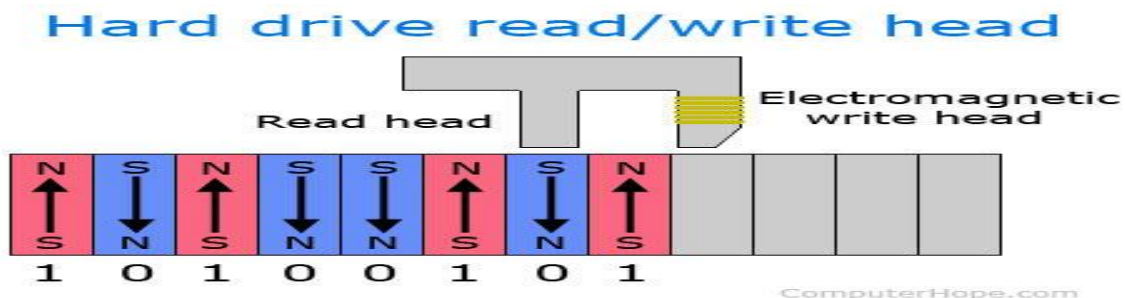 Hard drive read/write head
Electromagnetic
write head
Read head
N S N S S N S N
S N S N N S N S
1 0 1 0 0 1 0 1
ComputerHope.com